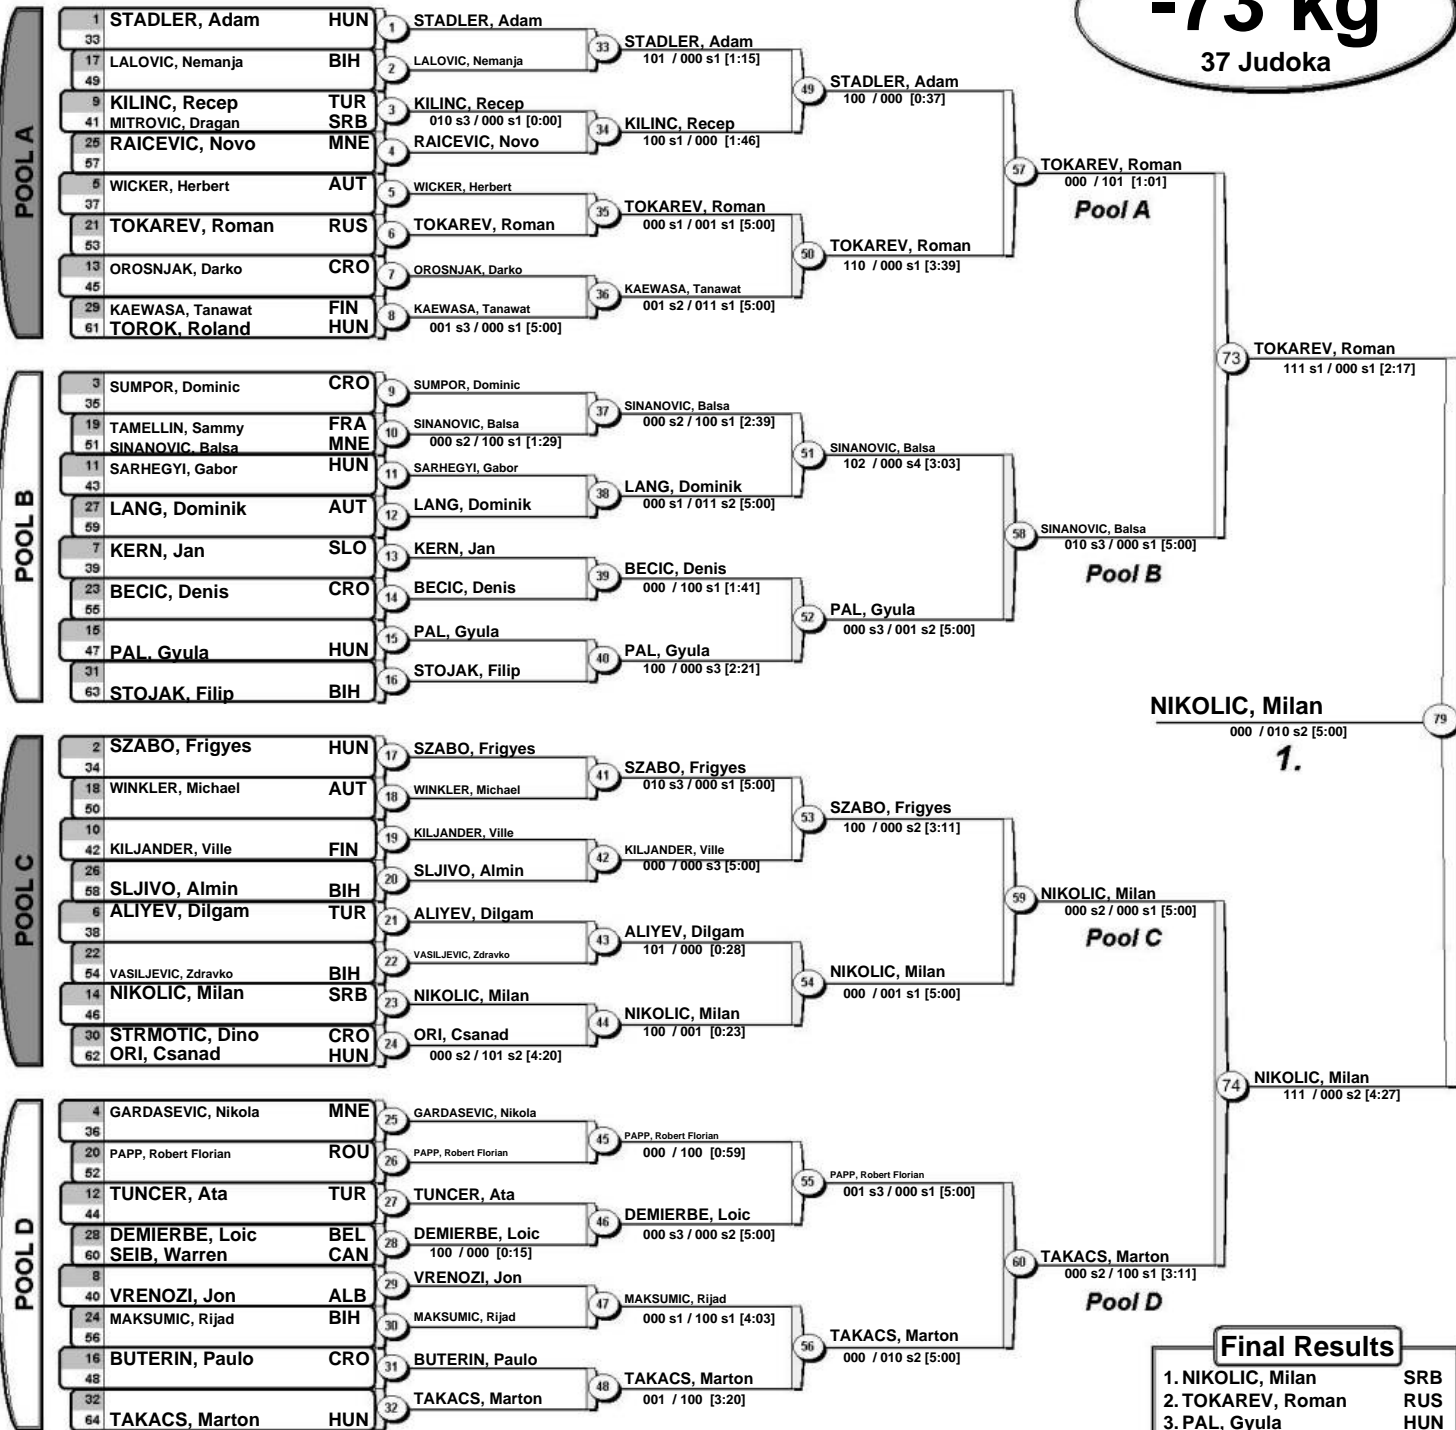 -73 kg
37 Judoka
POOL A
1 STADLER, Adam HUN
33
17 LALOVIC, Nemanja BIH
49
9 KILINC, Recep TUR
41 MITROVIC, Dragan SRB
25 RAICEVIC, Novo MNE
57
5 WICKER, Herbert AUT
37
21 TOKAREV, Roman RUS
53
13 OROSNJAK, Darko CRO
45
29 KAEWASA, Tanawat FIN
61 TOROK, Roland HUN
1 STADLER, Adam
2 LALOVIC, Nemanja
3 KILINC, Recep
010 s3 / 000 s1 [0:00]
4 RAICEVIC, Novo
5 WICKER, Herbert
6 TOKAREV, Roman
7 OROSNJAK, Darko
8 KAEWASA, Tanawat
001 s3 / 000 s1 [5:00]
33 STADLER, Adam
101 / 000 s1 [1:15]
34 KILINC, Recep
100 s1 / 000 [1:46]
35 TOKAREV, Roman
000 s1 / 001 s1 [5:00]
36 KAEWASA, Tanawat
001 s2 / 011 s1 [5:00]
49 STADLER, Adam
100 / 000 [0:37]
50 TOKAREV, Roman
110 / 000 s1 [3:39]
57 TOKAREV, Roman
000 / 101 [1:01]
Pool A
POOL B
3 SUMPOR, Dominic CRO
35
19 TAMELLIN, Sammy FRA
51 SINANOVIC, Balsa MNE
11 SARHEGYI, Gabor HUN
43
27 LANG, Dominik AUT
59
7 KERN, Jan SLO
39
23 BECIC, Denis CRO
55
15
47 PAL, Gyula HUN
31
63 STOJAK, Filip BIH
9 SUMPOR, Dominic
10 SINANOVIC, Balsa
000 s2 / 100 s1 [1:29]
11 SARHEGYI, Gabor
12 LANG, Dominik
13 KERN, Jan
14 BECIC, Denis
15 PAL, Gyula
16 STOJAK, Filip
37 SINANOVIC, Balsa
000 s2 / 100 s1 [2:39]
38 LANG, Dominik
000 s1 / 011 s2 [5:00]
39 BECIC, Denis
000 / 100 s1 [1:41]
40 PAL, Gyula
100 / 000 s3 [2:21]
51 SINANOVIC, Balsa
102 / 000 s4 [3:03]
52 PAL, Gyula
000 s3 / 001 s2 [5:00]
58 SINANOVIC, Balsa
010 s3 / 000 s1 [5:00]
Pool B
73 TOKAREV, Roman
111 s1 / 000 s1 [2:17]
NIKOLIC, Milan 79
000 / 010 s2 [5:00]
1.
POOL C
2 SZABO, Frigyes HUN
34
18 WINKLER, Michael AUT
50
10
42 KILJANDER, Ville FIN
26
58 SLJIVO, Almin BIH
6 ALIYEV, Dilgam TUR
38
22
54 VASILJEVIC, Zdravko BIH
14 NIKOLIC, Milan SRB
46
30 STRMOTIC, Dino CRO
62 ORI, Csanad HUN
17 SZABO, Frigyes
18 WINKLER, Michael
19 KILJANDER, Ville
20 SLJIVO, Almin
21 ALIYEV, Dilgam
22 VASILJEVIC, Zdravko
23 NIKOLIC, Milan
24 ORI, Csanad
000 s2 / 101 s2 [4:20]
41 SZABO, Frigyes
010 s3 / 000 s1 [5:00]
42 KILJANDER, Ville
000 / 000 s3 [5:00]
43 ALIYEV, Dilgam
101 / 000 [0:28]
44 NIKOLIC, Milan
100 / 001 [0:23]
53 SZABO, Frigyes
100 / 000 s2 [3:11]
54 NIKOLIC, Milan
000 / 001 s1 [5:00]
59 NIKOLIC, Milan
000 s2 / 000 s1 [5:00]
Pool C
POOL D
4 GARDASEVIC, Nikola MNE
36
20 PAPP, Robert Florian ROU
52
12 TUNCER, Ata TUR
44
28 DEMIERBE, Loic BEL
60 SEIB, Warren CAN
8
40 VRENOZI, Jon ALB
24 MAKSUMIC, Rijad BIH
56
16 BUTERIN, Paulo CRO
48
32
64 TAKACS, Marton HUN
25 GARDASEVIC, Nikola
26 PAPP, Robert Florian
27 TUNCER, Ata
28 DEMIERBE, Loic
100 / 000 [0:15]
29 VRENOZI, Jon
30 MAKSUMIC, Rijad
31 BUTERIN, Paulo
32 TAKACS, Marton
45 PAPP, Robert Florian
000 / 100 [0:59]
46 DEMIERBE, Loic
000 s3 / 000 s2 [5:00]
47 MAKSUMIC, Rijad
000 s1 / 100 s1 [4:03]
48 TAKACS, Marton
001 / 100 [3:20]
55 PAPP, Robert Florian
001 s3 / 000 s1 [5:00]
56 TAKACS, Marton
000 / 010 s2 [5:00]
60 TAKACS, Marton
000 s2 / 100 s1 [3:11]
Pool D
74 NIKOLIC, Milan
111 / 000 s2 [4:27]
Final Results
1. NIKOLIC, Milan SRB
2. TOKAREV, Roman RUS
3. PAL, Gyula HUN